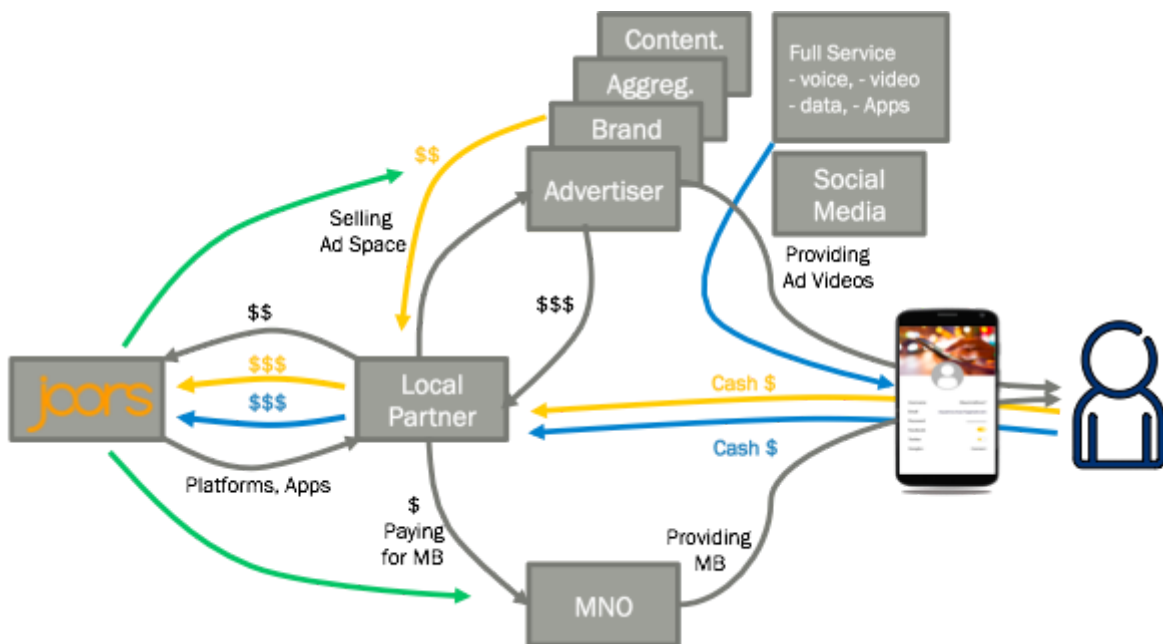 Content.
Aggreg.
Brand
Advertiser
Full Service
- voice, - video
- data, - Apps
Social
Media
$$
Selling
Ad Space
Providing
Ad Videos
$$$
$$
$$$
$$$
joors
Local
Partner
Cash $
Cash $
Platforms, Apps
$
Paying
for MB
Providing
MB
MNO